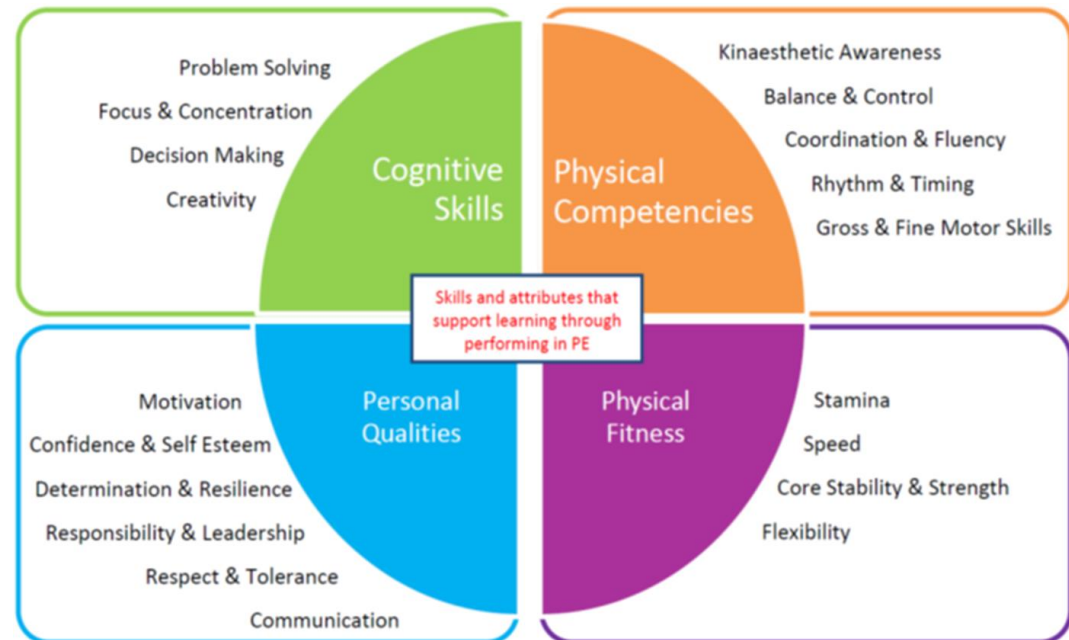 Problem Solving
Focus & Concentration
Decision Making
Creativity
Cognitive
Skills
Physical
Competencies
Kinaesthetic Awareness
Balance & Control
Coordination & Fluency
Rhythm & Timing
Gross & Fine Motor Skills
Skills and attributes that
support learning through
performing in PE
Motivation
Confidence & Self Esteem
Determination & Resilience
Responsibility & Leadership
Respect & Tolerance
Communication
Personal
Qualities
Physical
Fitness
Stamina
Speed
Core Stability & Strength
Flexibility